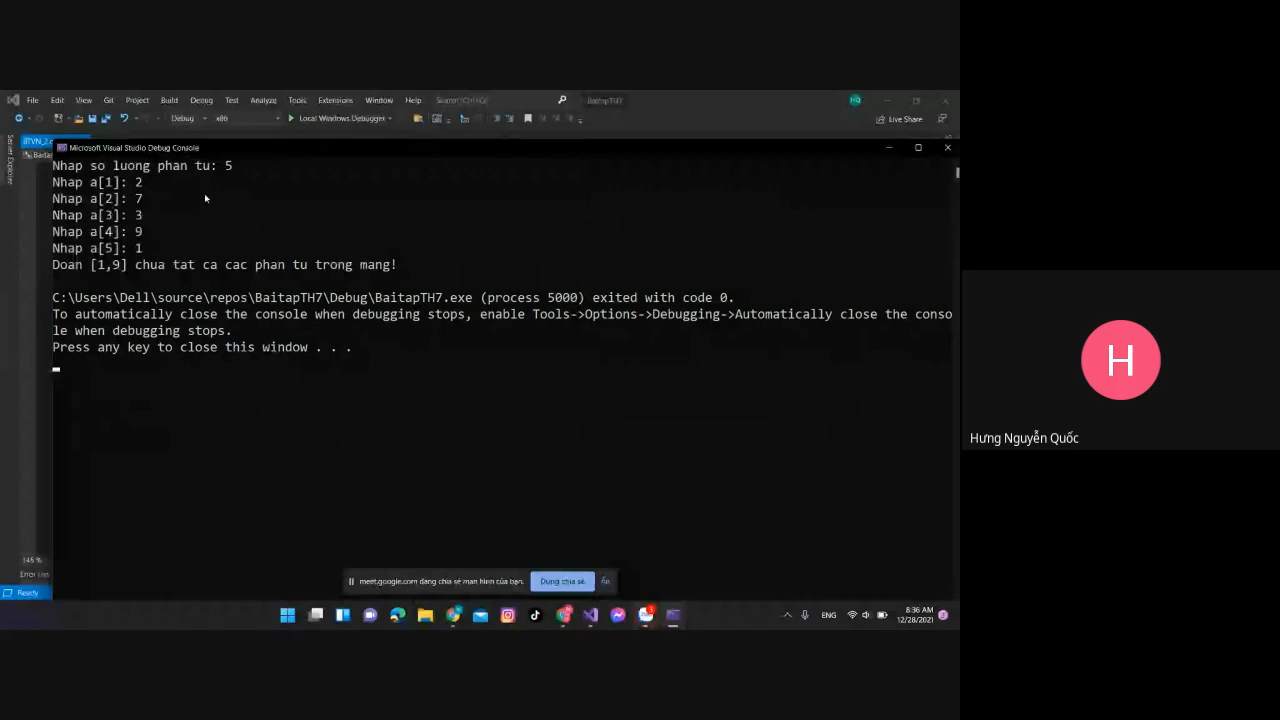 File Edit View Git Project Build Debug Test Analyze Tools Extensions Window Help BaitapTH7 HQ
Debug x86 Local Windows Debugger Live Share
Server Explorer
Microsoft Visual Studio Debug Console
Nhap so luong phan tu: 5
Nhap a[1]: 2
Nhap a[2]: 7
Nhap a[3]: 3
Nhap a[4]: 9
Nhap a[5]: 1
Doan [1,9] chua tat ca cac phan tu trong mang!
C:\Users\Dell\source\repos\BaitapTH7\Debug\BaitapTH7.exe (process 5000) exited with code 0.
To automatically close the console when debugging stops, enable Tools->Options->Debugging->Automatically close the conso
le when debugging stops.
Press any key to close this window . . .
H
Hưng Nguyễn Quốc
146 %
Ready
meet.google.com đang chia sẻ màn hình của bạn. Dừng chia sẻ Ẩn
ENG 8:36 AM
12/28/2021